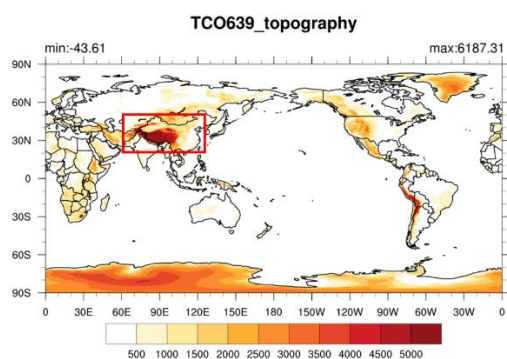 TCO639_topography
min:-43.61 max:6187.31
90N
60N
30N
0
30S
60S
90S
0 30E 60E 90E 120E 150E 180 150W 120W 90W 60W 30W 0
500 1000 1500 2000 2500 3000 3500 4000 4500 5000